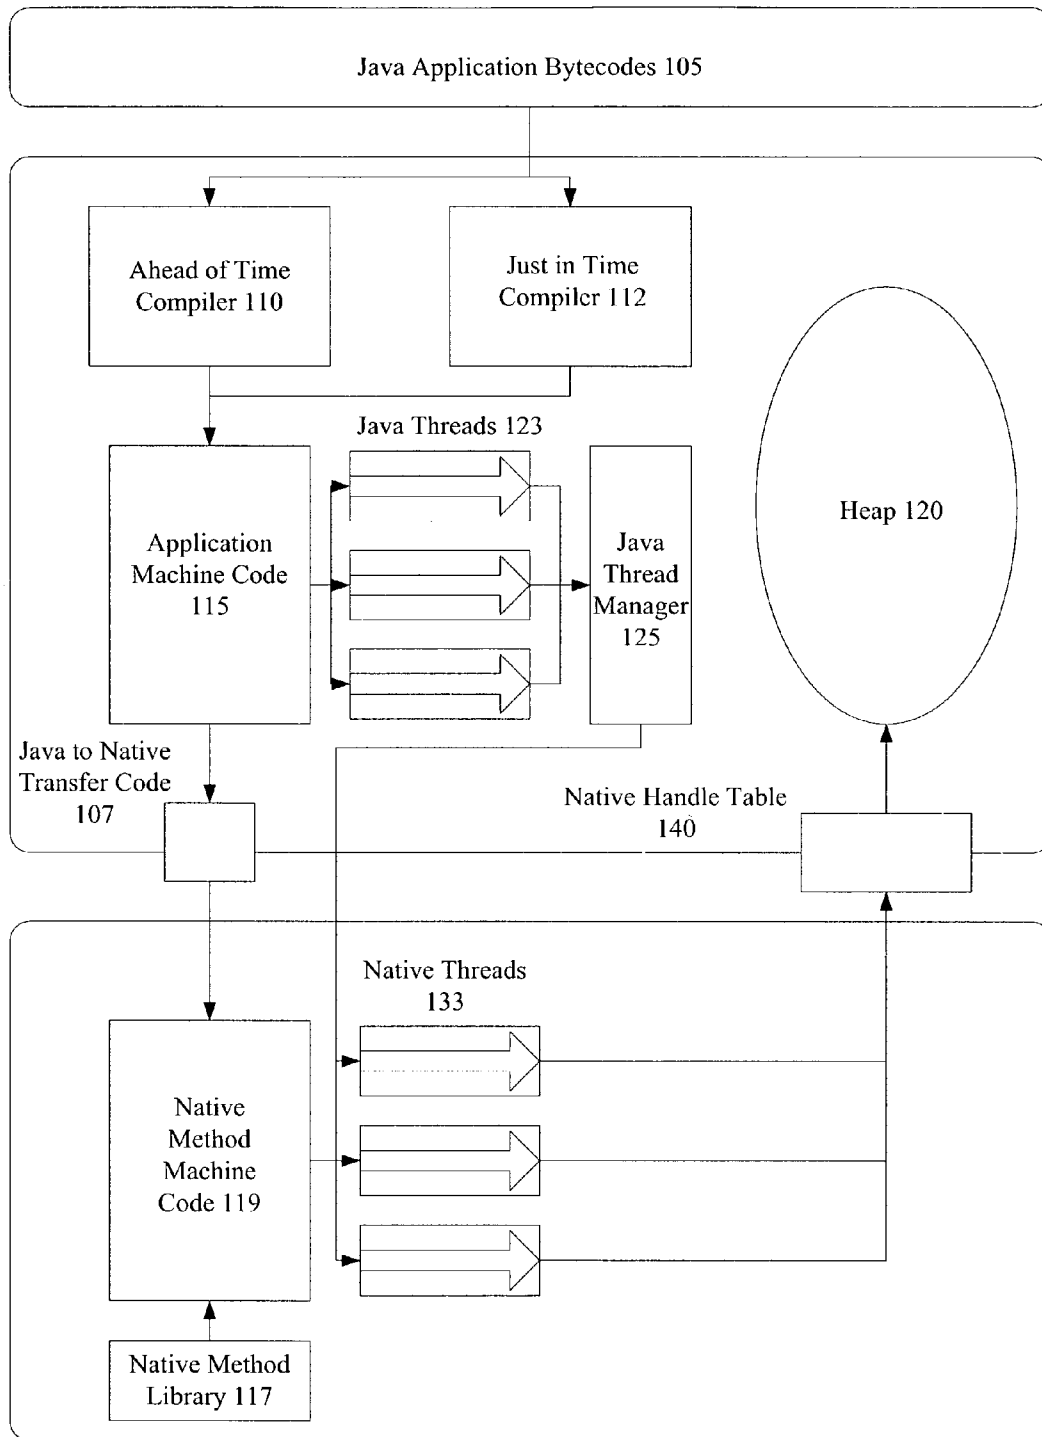 Java Application Bytecodes 105
Ahead of Time
Compiler 110
Just in Time
Compiler 112
Java Threads 123
Application
Machine Code
115
Java
Thread
Manager
125
Heap 120
Java to Native
Transfer Code
107
Native Handle Table
140
Native Threads
133
Native
Method
Machine
Code 119
Native Method
Library 117